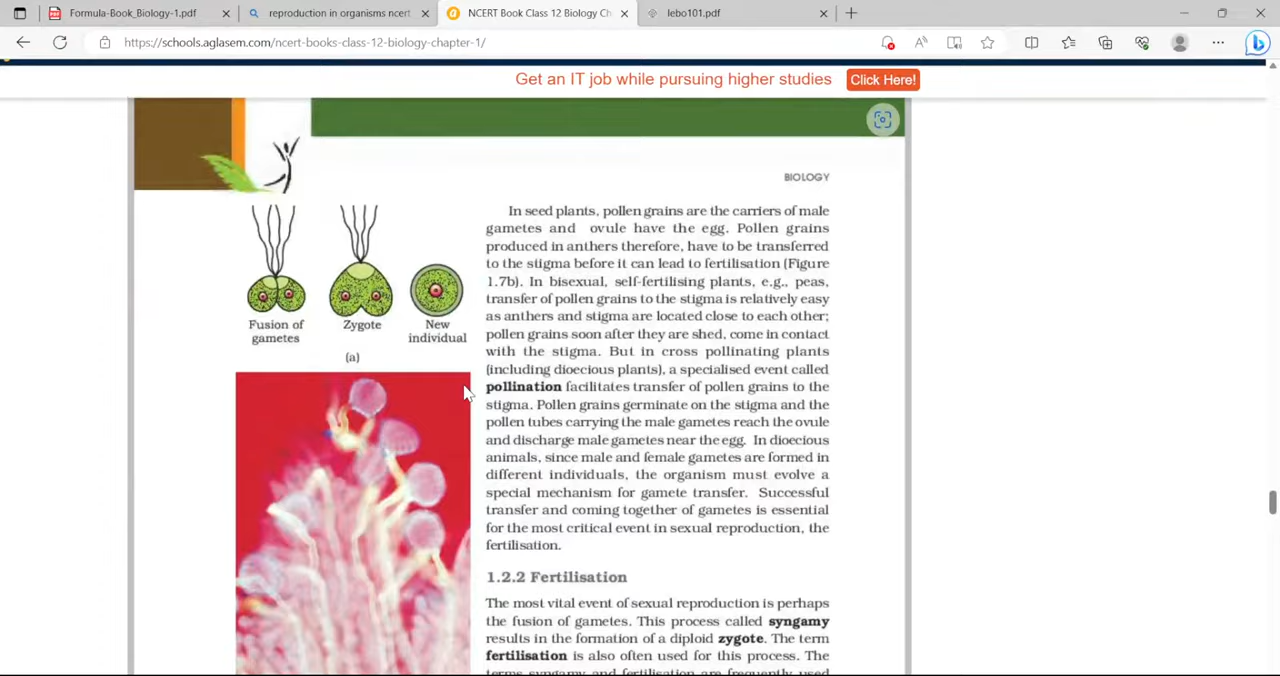 Formula-Book_Biology-1.pdf
reproduction in organisms ncert
NCERT Book Class 12 Biology Ch
lebo101.pdf
https://schools.aglasem.com/ncert-books-class-12-biology-chapter-1/
Get an IT job while pursuing higher studies
Click Here!
BIOLOGY
Fusion of
gametes
Zygote
New
individual
(a)
In seed plants, pollen grains are the carriers of male
gametes and ovule have the egg. Pollen grains
produced in anthers therefore, have to be transferred
to the stigma before it can lead to fertilisation (Figure
1.7b). In bisexual, self-fertilising plants, e.g., peas,
transfer of pollen grains to the stigma is relatively easy
as anthers and stigma are located close to each other;
pollen grains soon after they are shed, come in contact
with the stigma. But in cross pollinating plants
(including dioecious plants), a specialised event called
pollination facilitates transfer of pollen grains to the
stigma. Pollen grains germinate on the stigma and the
pollen tubes carrying the male gametes reach the ovule
and discharge male gametes near the egg. In dioecious
animals, since male and female gametes are formed in
different individuals, the organism must evolve a
special mechanism for gamete transfer. Successful
transfer and coming together of gametes is essential
for the most critical event in sexual reproduction, the
fertilisation.
1.2.2 Fertilisation
The most vital event of sexual reproduction is perhaps
the fusion of gametes. This process called syngamy
results in the formation of a diploid zygote. The term
fertilisation is also often used for this process. The
terms syngamy and fertilisation are frequently used